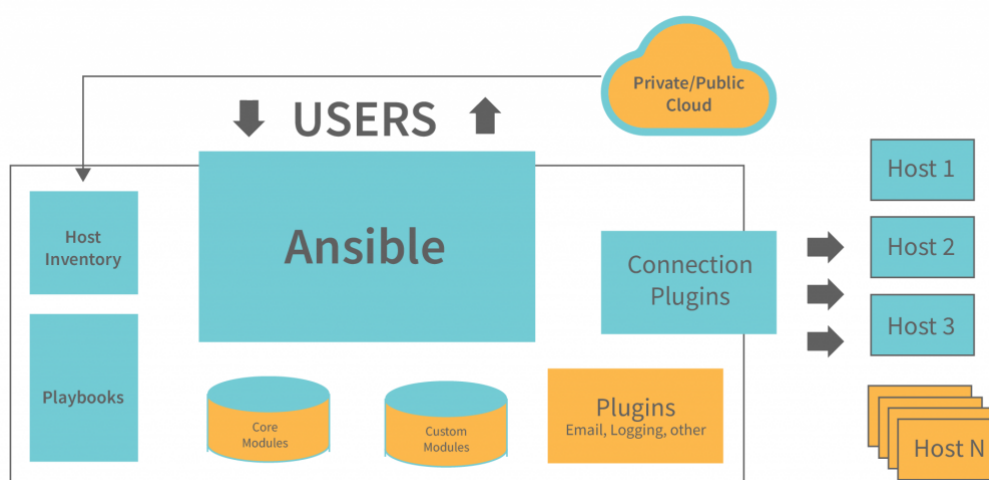 Private/Public
Cloud
USERS
Host 1
Host
Inventory
Ansible
Connection
Plugins
Host 2
Host 3
Playbooks
Core
Modules
Custom
Modules
Plugins
Email, Logging, other
Host N